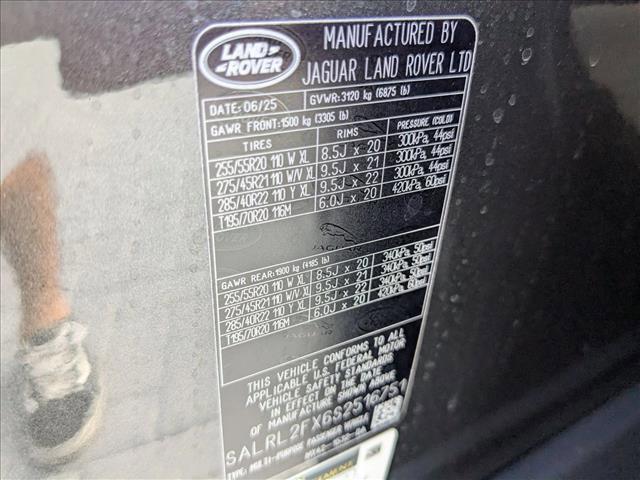 LAND ROVER
MANUFACTURED BY
JAGUAR LAND ROVER LTD
DATE: 06/25 GVWR: 3120 kg (6875 lb)
GAWR FRONT: 1500 kg (3305 lb)
TIRES RIMS PRESSURE (COLD)
255/55R20 110 W XL 8.5J x 20 300kPa, 44psi
275/45R21 110 W/V XL 9.5J x 21 300kPa, 44psi
285/40R22 110 Y XL 9.5J x 22 300kPa, 44psi
T195/70R20 116M 6.0J x 20 420kPa, 60psi
JAGUAR
GAWR REAR: 1900 kg (4185 lb)
255/55R20 110 W XL 8.5J x 20 340kPa, 50psi
275/45R21 110 W/V XL 9.5J x 21 340kPa, 50psi
285/40R22 110 Y XL 9.5J x 22 340kPa, 50psi
T195/70R20 116M 6.0J x 20 420kPa, 60psi
THIS VEHICLE CONFORMS TO ALL
APPLICABLE U.S. FEDERAL MOTOR
VEHICLE SAFETY STANDARDS
IN EFFECT ON THE DATE
OF MANUFACTURE SHOWN ABOVE
SALRL2FX6S2516751
TYPE: MULTI-PURPOSE PASSENGER VEHICLE